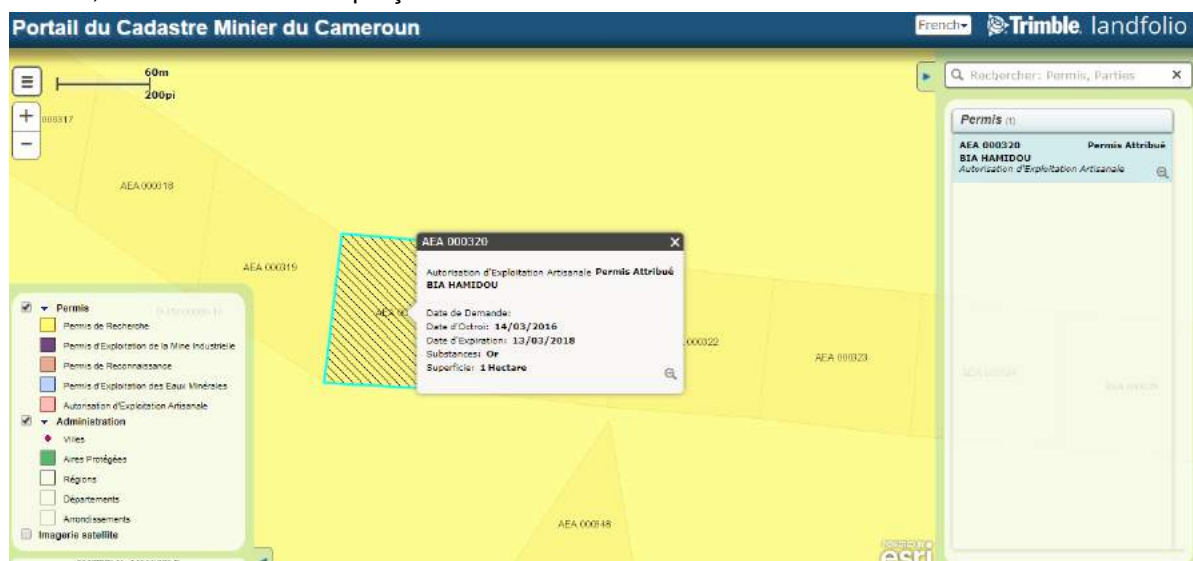 Portail du Cadastre Minier du Cameroun
French
Trimble. landfolio
60m
200pi
Rechercher: Permis, Parties
000317
Permis (1)
AEA 000320 Permis Attribué
BIA HAMIDOU
Autorisation d'Exploitation Artisanale
AEA 000318
AEA 000320
Autorisation d'Exploitation Artisanale Permis Attribué
BIA HAMIDOU
Date de Demande:
Date d'Octroi: 14/03/2016
Date d'Expiration: 13/03/2018
Substances: Or
Superficie: 1 Hectare
AEA 000319
000322
AEA 000323
Permis
Permis de Recherche
Permis d'Exploitation de la Mine Industrielle
Permis de Reconnaissance
Permis d'Exploitation des Eaux Minérales
Autorisation d'Exploitation Artisanale
Administration
Villes
Aires Protégées
Régions
Départements
Arrondissements
Imagerie satellite
AEA 000348
esri